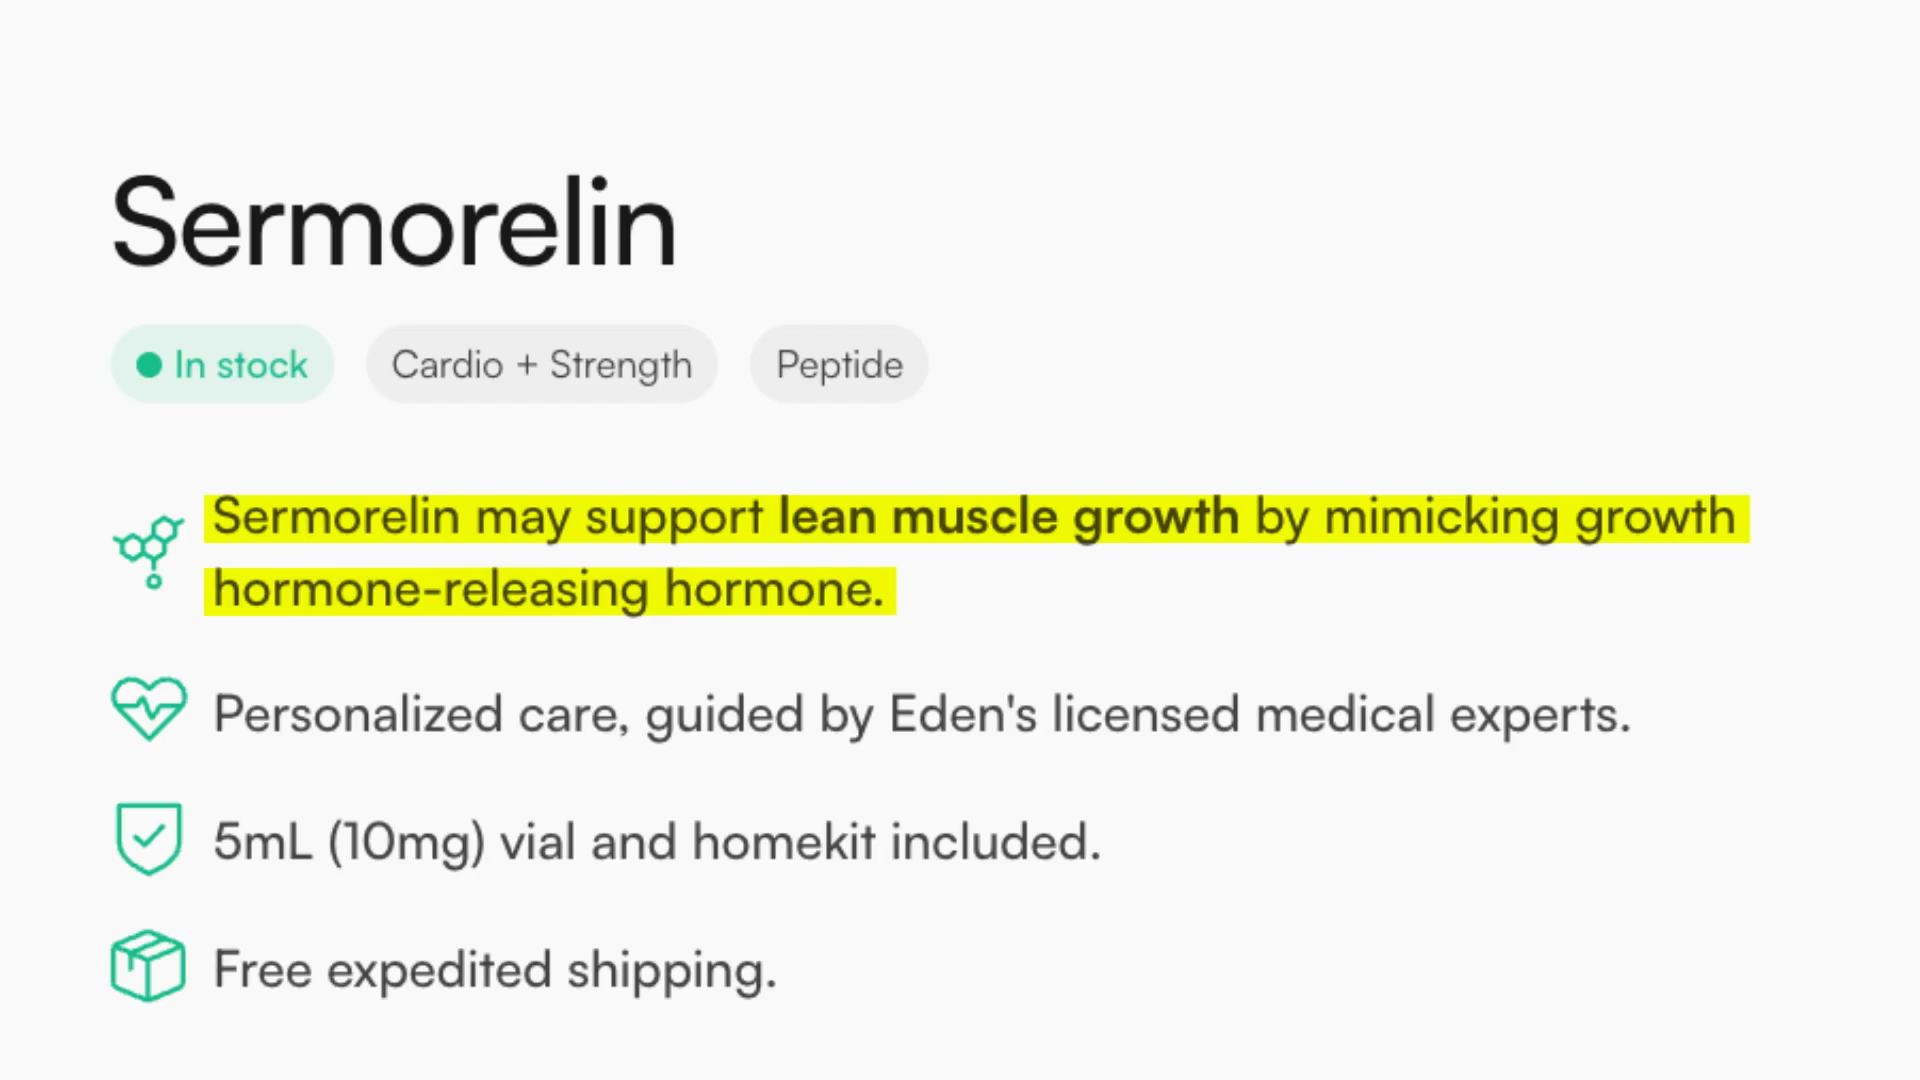 Sermorelin
In stock
Cardio + Strength
Peptide
Sermorelin may support lean muscle growth by mimicking growth
hormone-releasing hormone.
Personalized care, guided by Eden's licensed medical experts.
5mL (10mg) vial and homekit included.
Free expedited shipping.